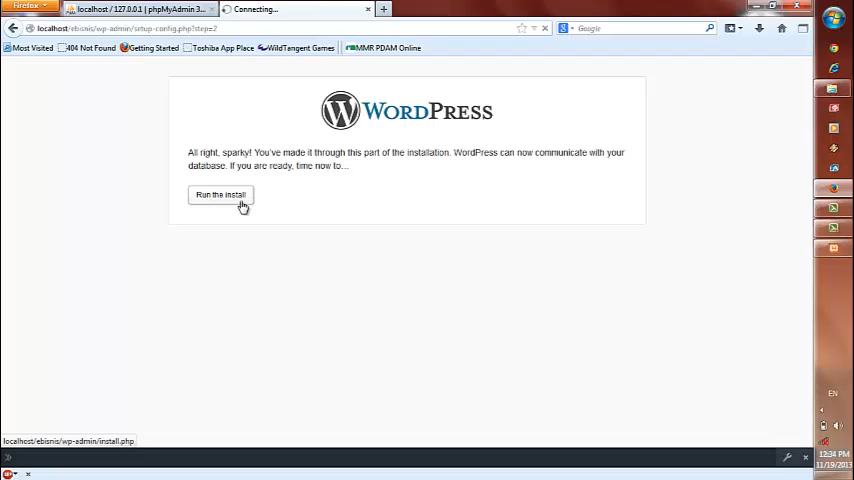 Firefox
localhost / 127.0.0.1 | phpMyAdmin 3...
Connecting...
localhost/ebisnis/wp-admin/setup-config.php?step=2
Google
Most Visited
404 Not Found
Getting Started
Toshiba App Place
WildTangent Games
MMR PDAM Online
WORDPRESS
All right, sparky! You've made it through this part of the installation. WordPress can now communicate with your
database. If you are ready, time now to…
Run the install
EN
localhost/ebisnis/wp-admin/install.php
12:34 PM
11/19/2013